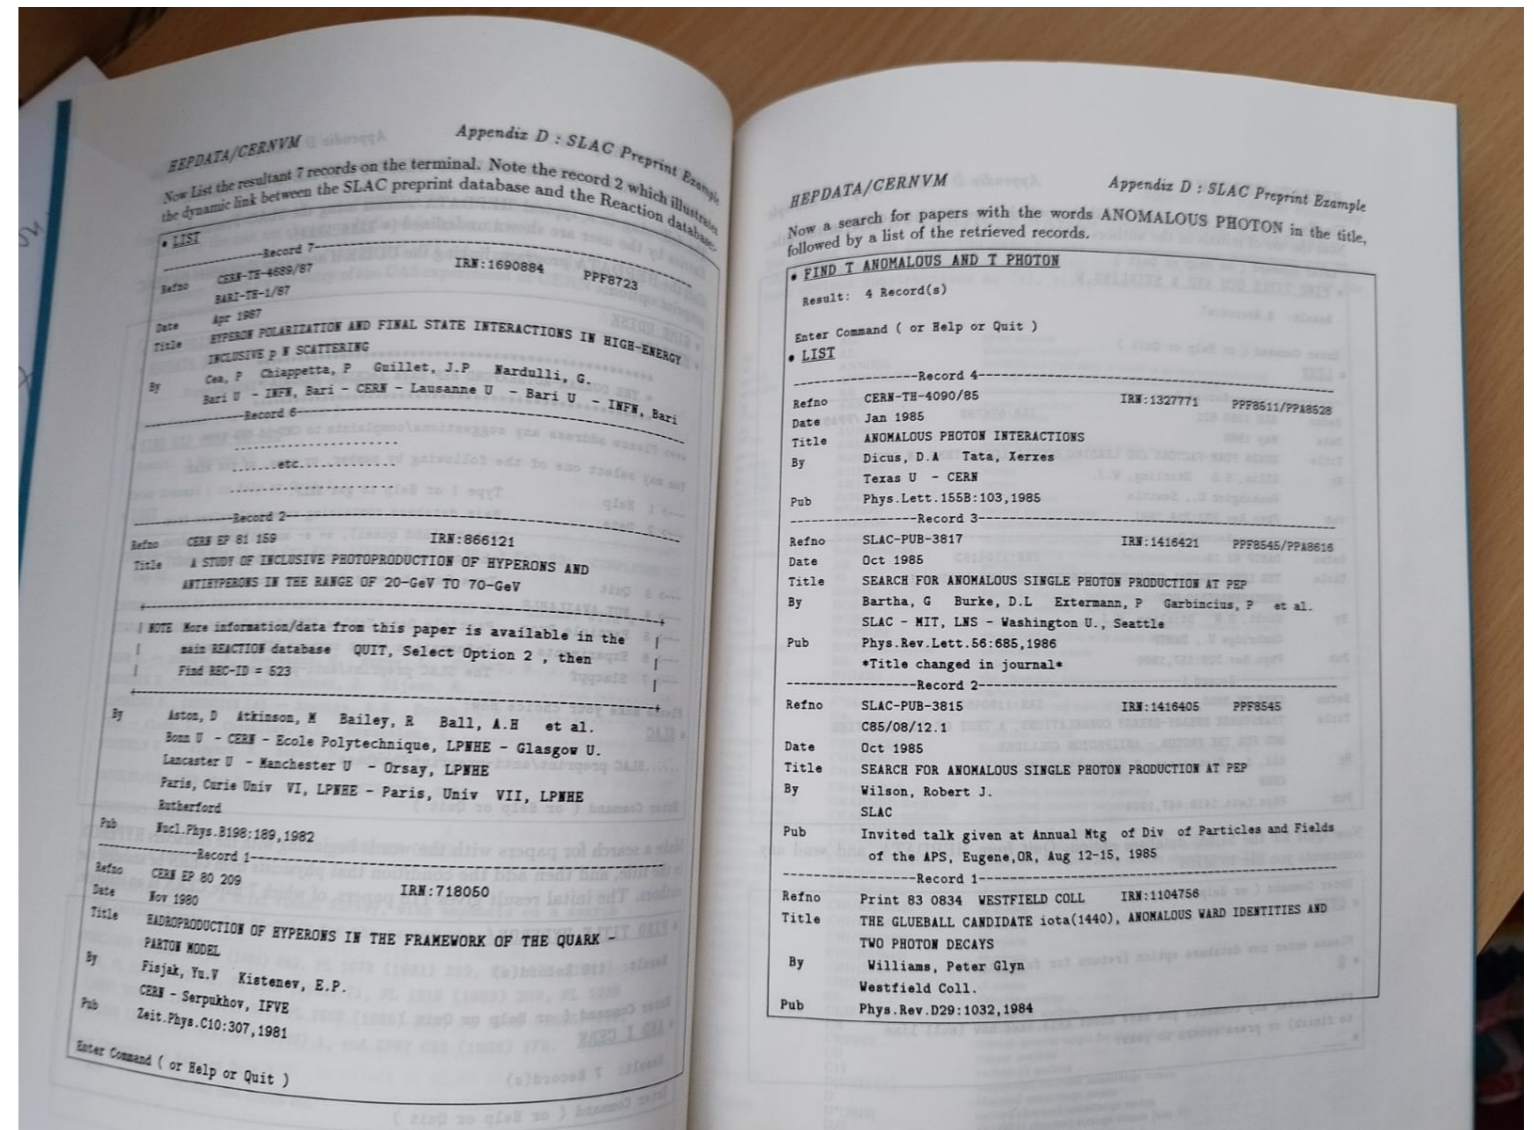 HEPDATA/CERNVM Appendix D : SLAC Preprint Example
Now List the resultant 7 records on the terminal. Note the record 2 which illustrates
the dynamic link between the SLAC preprint database and the Reaction database.
• LIST
--------------------Record 7--------------------
Refno CERN-TH-4689/87 IRN:1690884 PPF8723
BARI-TH-1/87
Date Apr 1987
Title HYPERON POLARIZATION AND FINAL STATE INTERACTIONS IN HIGH-ENERGY
INCLUSIVE p N SCATTERING
By Cea, P Chiappetta, P Guillet, J.P Nardulli, G.
Bari U - INFN, Bari - CERN - Lausanne U - Bari U - INFN, Bari
--------------------Record 6--------------------
........................
......etc..............
........................
--------------------Record 2--------------------
Refno CERN EP 81 159 IRN:866121
Title A STUDY OF INCLUSIVE PHOTOPRODUCTION OF HYPERONS AND
ANTIHYPERONS IN THE RANGE OF 20-GeV TO 70-GeV
+------------------------------------------------+
| NOTE More information/data from this paper is available in the |
| main REACTION database QUIT, Select Option 2 , then |
| Find REC-ID = 523 |
+------------------------------------------------+
By Aston, D Atkinson, M Bailey, R Ball, A.H et al.
Bonn U - CERN - Ecole Polytechnique, LPNHE - Glasgow U.
Lancaster U - Manchester U - Orsay, LPNHE
Paris, Curie Univ VI, LPNHE - Paris, Univ VII, LPNHE
Rutherford
Pub Nucl.Phys.B198:189,1982
--------------------Record 1--------------------
Refno CERN EP 80 209 IRN:718050
Date Nov 1980
Title HADROPRODUCTION OF HYPERONS IN THE FRAMEWORK OF THE QUARK -
PARTON MODEL
By Fisjak, Yu.V Kistenev, E.P.
CERN - Serpukhov, IFVE
Pub Zeit.Phys.C10:307,1981
Enter Command ( or Help or Quit )
HEPDATA/CERNVM Appendix D : SLAC Preprint Example
Now a search for papers with the words ANOMALOUS PHOTON in the title,
followed by a list of the retrieved records.
• FIND T ANOMALOUS AND T PHOTON
Result: 4 Record(s)
Enter Command ( or Help or Quit )
• LIST
--------------------Record 4--------------------
Refno CERN-TH-4090/85 IRN:1327771 PPF8511/PPA8528
Date Jan 1985
Title ANOMALOUS PHOTON INTERACTIONS
By Dicus, D.A Tata, Xerxes
Texas U - CERN
Pub Phys.Lett.155B:103,1985
--------------------Record 3--------------------
Refno SLAC-PUB-3817 IRN:1416421 PPF8545/PPA8616
Date Oct 1985
Title SEARCH FOR ANOMALOUS SINGLE PHOTON PRODUCTION AT PEP
By Bartha, G Burke, D.L Extermann, P Garbincius, P et al.
SLAC - MIT, LNS - Washington U., Seattle
Pub Phys.Rev.Lett.56:685,1986
*Title changed in journal*
--------------------Record 2--------------------
Refno SLAC-PUB-3815 IRN:1416405 PPF8545
C85/08/12.1
Date Oct 1985
Title SEARCH FOR ANOMALOUS SINGLE PHOTON PRODUCTION AT PEP
By Wilson, Robert J.
SLAC
Pub Invited talk given at Annual Mtg of Div of Particles and Fields
of the APS, Eugene,OR, Aug 12-15, 1985
--------------------Record 1--------------------
Refno Print 83 0834 WESTFIELD COLL IRN:1104756
Title THE GLUEBALL CANDIDATE iota(1440), ANOMALOUS WARD IDENTITIES AND
TWO PHOTON DECAYS
By Williams, Peter Glyn
Westfield Coll.
Pub Phys.Rev.D29:1032,1984